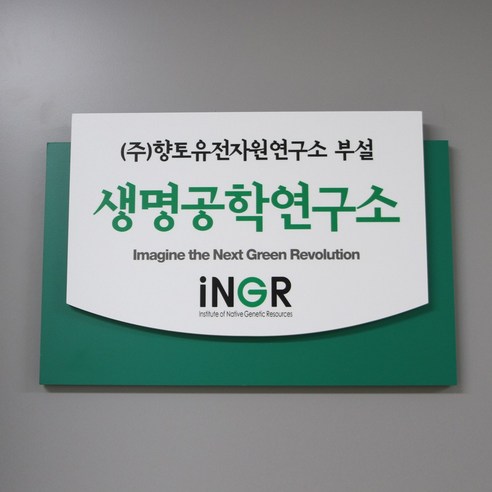 (주)향토유전자원연구소 부설
생명공학연구소
Imagine the Next Green Revolution
iNGR
Institute of Native Genetic Resources